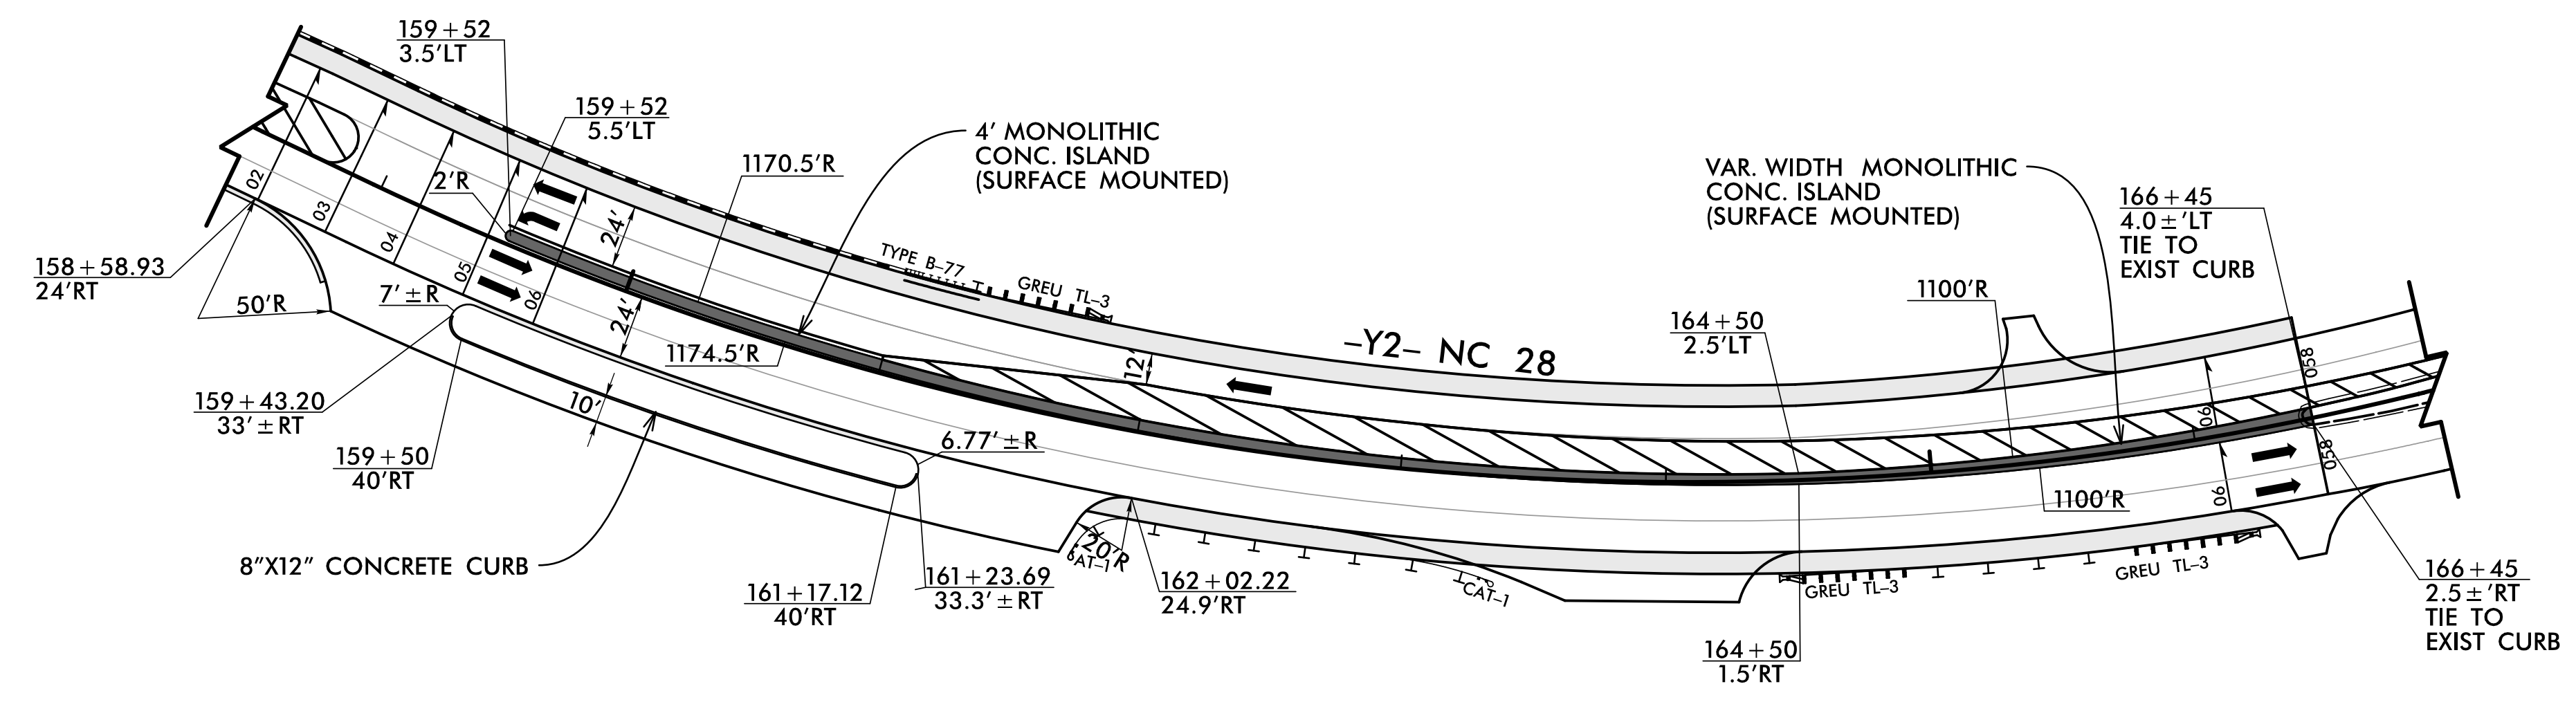 159+52
3.5'LT
159+52
5.5'LT
1170.5'R
2'R
4' MONOLITHIC
CONC. ISLAND
(SURFACE MOUNTED)
VAR. WIDTH MONOLITHIC
CONC. ISLAND
(SURFACE MOUNTED)
166+45
4.0±'LT
TIE TO
EXIST CURB
02
03
04
05
06
24'
24'
158+58.93
24'RT
50'R
7'±R
TYPE B-77
GREU TL-3
1174.5'R
12'
-Y2- NC 28
164+50
2.5'LT
1100'R
1100'R
058
06
058
06
159+43.20
33'±RT
10'
159+50
40'RT
6.77'±R
8"X12" CONCRETE CURB
161+17.12
40'RT
161+23.69
33.3'±RT
20'R
162+02.22
24.9'RT
CAT-1
GREU TL-3
GREU TL-3
164+50
1.5'RT
166+45
2.5±'RT
TIE TO
EXIST CURB